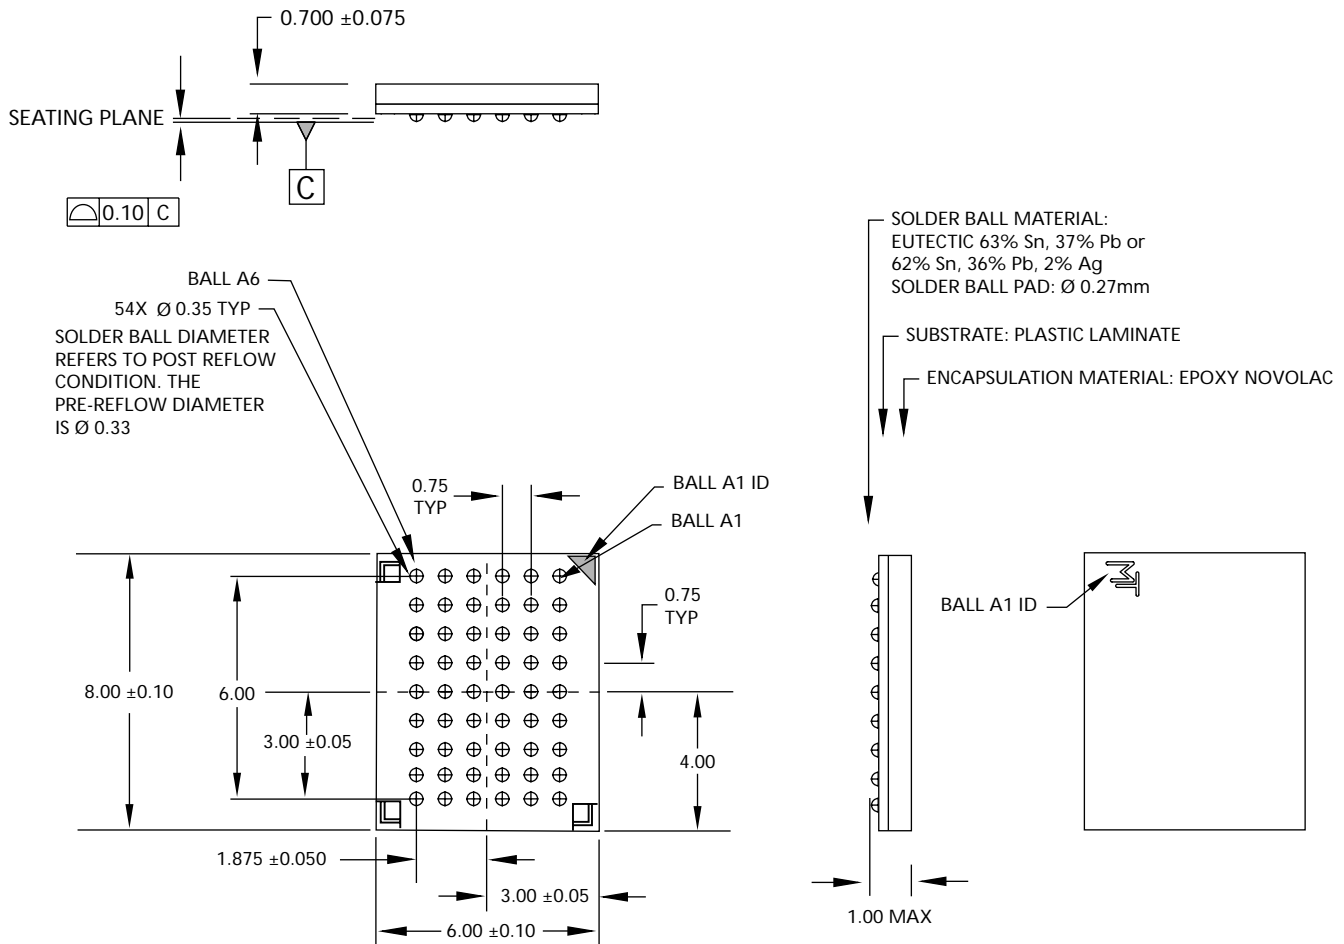 0.700 ±0.075
SEATING PLANE
C
0.10 C
SOLDER BALL MATERIAL:
EUTECTIC 63% Sn, 37% Pb or
62% Sn, 36% Pb, 2% Ag
SOLDER BALL PAD: Ø 0.27mm
SUBSTRATE: PLASTIC LAMINATE
ENCAPSULATION MATERIAL: EPOXY NOVOLAC
BALL A6
54X Ø 0.35 TYP
SOLDER BALL DIAMETER
REFERS TO POST REFLOW
CONDITION. THE
PRE-REFLOW DIAMETER
IS Ø 0.33
0.75
TYP
BALL A1 ID
BALL A1
0.75
TYP
BALL A1 ID
8.00 ±0.10
6.00
3.00 ±0.05
4.00
1.875 ±0.050
3.00 ±0.05
6.00 ±0.10
1.00 MAX